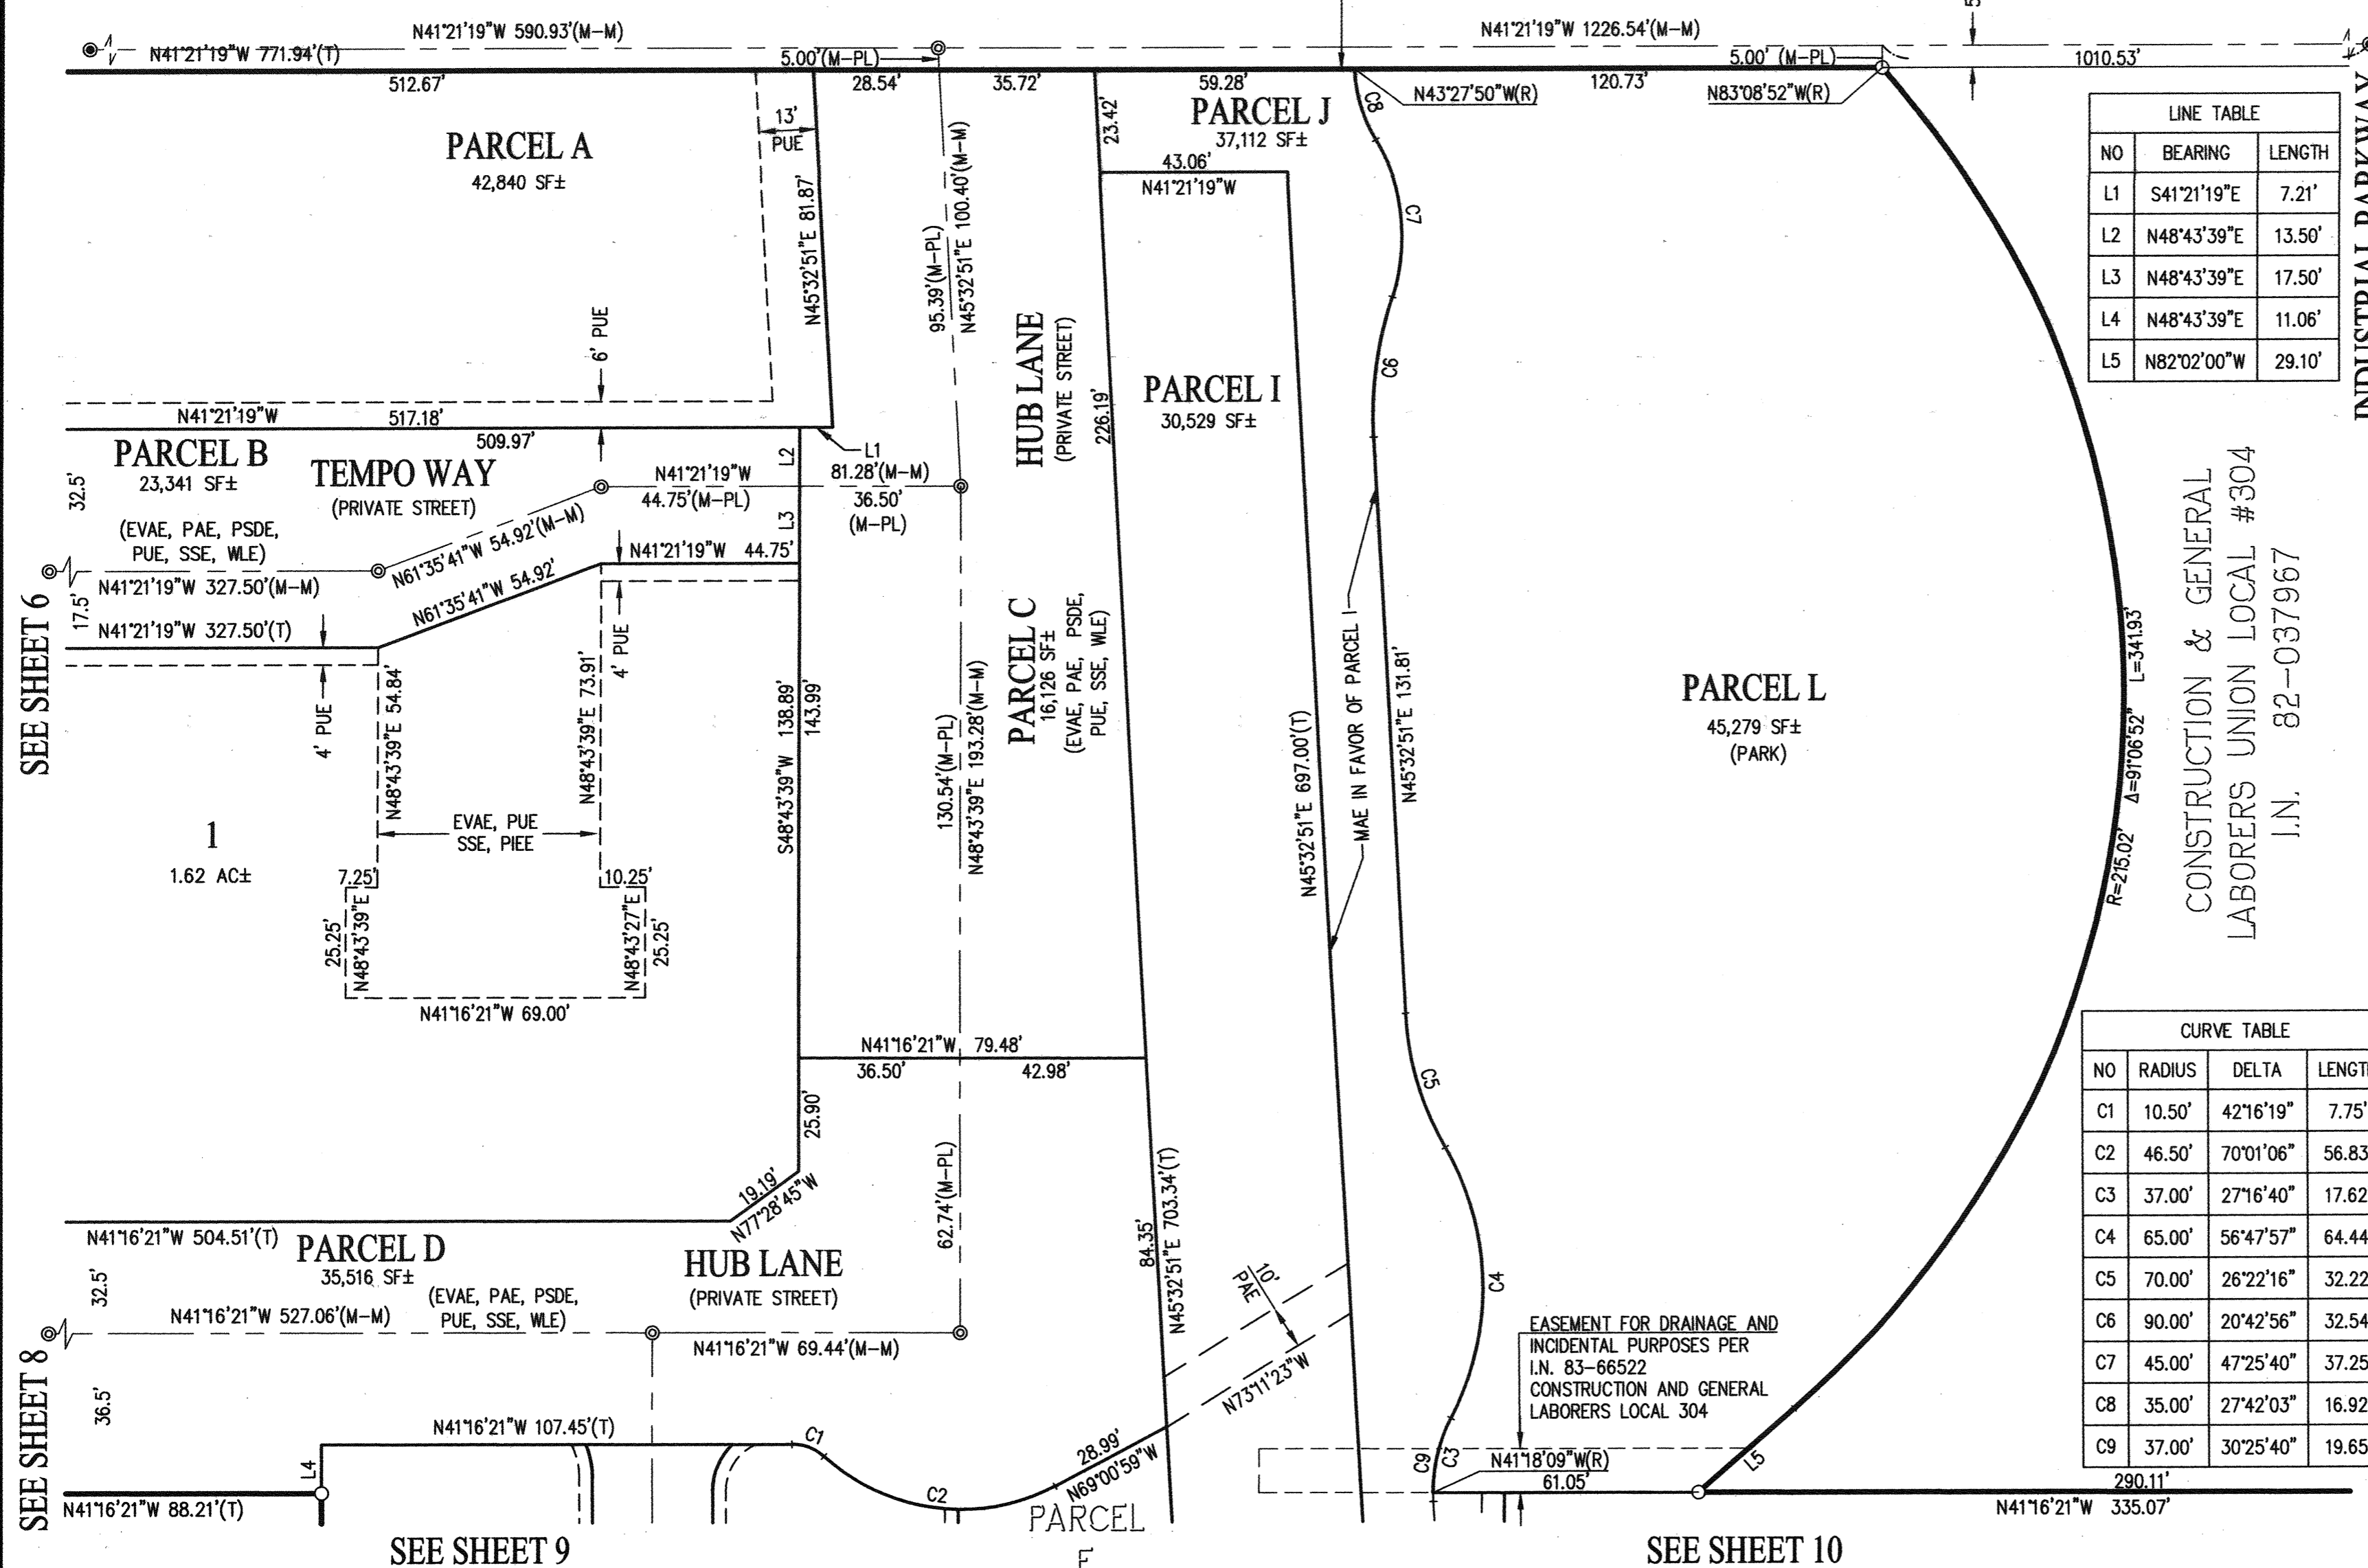 N41°21'19"W 590.93'(M-M)
N41°21'19"W 1226.54'(M-M)
N41°21'19"W 771.94'(T)
5.00'(M-PL)
5.00' (M-PL)
1010.53'
512.67'
28.54'
35.72'
59.28'
N43°27'50"W(R)
120.73'
N83°08'52"W(R)
PARCEL A
42,840 SF±
13'
PUE
N45°32'51"E 81.87'
95.39'(M-PL)
N45°32'51"E 100.40'(M-M)
23.42'
PARCEL J
37,112 SF±
43.06'
N41°21'19"W
C8
C7
C6
LINE TABLE
NO BEARING LENGTH
L1 S41°21'19"E 7.21'
L2 N48°43'39"E 13.50'
L3 N48°43'39"E 17.50'
L4 N48°43'39"E 11.06'
L5 N82°02'00"W 29.10'
INDUSTRIAL PARKWAY
6' PUE
HUB LANE
(PRIVATE STREET)
226.19'
PARCEL I
30,529 SF±
N41°21'19"W
517.18'
509.97'
PARCEL B
23,341 SF±
TEMPO WAY
(PRIVATE STREET)
(EVAE, PAE, PSDE,
PUE, SSE, WLE)
32.5'
17.5'
L1
L2
L3
N41°21'19"W
81.28'(M-M)
44.75'(M-PL)
36.50'
(M-PL)
N61°35'41"W 54.92'(M-M)
N61°35'41"W 54.92'
N41°21'19"W 44.75'
N41°21'19"W 327.50'(M-M)
N41°21'19"W 327.50'(T)
SEE SHEET 6
4' PUE
N48°43'39"E 54.84'
N48°43'39"E 73.91'
4' PUE
S48°43'39"W 138.89'
143.99'
130.54'(M-PL)
N48°43'39"E 193.28'(M-M)
PARCEL C
16,126 SF±
(EVAE, PAE, PSDE,
PUE, SSE, WLE)
N45°32'51"E 697.00'(T)
MAE IN FAVOR OF PARCEL I
N45°32'51"E 131.81'
PARCEL L
45,279 SF±
(PARK)
R=215.02' Δ=91°06'52" L=341.93'
CONSTRUCTION & GENERAL
LABORERS UNION LOCAL #304
I.N. 82-037967
1
1.62 AC±
EVAE, PUE
SSE, PIEE
7.25'
10.25'
25.25'
N48°43'39"E
N48°43'27"E
25.25'
N41°16'21"W 69.00'
N41°16'21"W 79.48'
36.50'
42.98'
C5
25.90'
19.19'
N77°28'45"W
62.74'(M-PL)
84.35'
N45°32'51"E 703.34'(T)
CURVE TABLE
NO RADIUS DELTA
C1 10.50' 42°16'19" 7.75'
C2 46.50' 70°01'06" 56.83
C3 37.00' 27°16'40" 17.62
C4 65.00' 56°47'57" 64.44
C5 70.00' 26°22'16" 32.22
C6 90.00' 20°42'56" 32.54
C7 45.00' 47°25'40" 37.25
C8 35.00' 27°42'03" 16.92
C9 37.00' 30°25'40" 19.65
N41°16'21"W 504.51'(T)
PARCEL D
35,516 SF±
(EVAE, PAE, PSDE,
PUE, SSE, WLE)
32.5'
HUB LANE
(PRIVATE STREET)
N41°16'21"W 527.06'(M-M)
N41°16'21"W 69.44'(M-M)
36.5'
SEE SHEET 8
10'
PAE
N73°11'23"W
C4
EASEMENT FOR DRAINAGE AND
INCIDENTAL PURPOSES PER
I.N. 83-66522
CONSTRUCTION AND GENERAL
LABORERS LOCAL 304
N41°16'21"W 107.45'(T)
C1
C2
28.99'
N69°00'59"W
C9
C3
N41°18'09"W(R)
61.05'
L5
L4
N41°16'21"W 88.21'(T)
290.11'
N41°16'21"W 335.07'
PARCEL
SEE SHEET 9
SEE SHEET 10